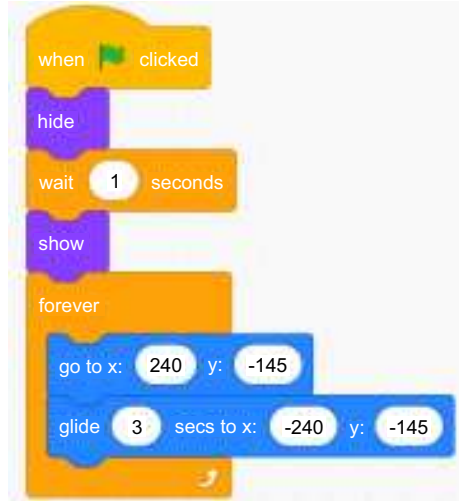 when clicked
hide
wait 1 seconds
show
forever
go to x: 240 y: -145
glide 3 secs to x: -240 y: -145